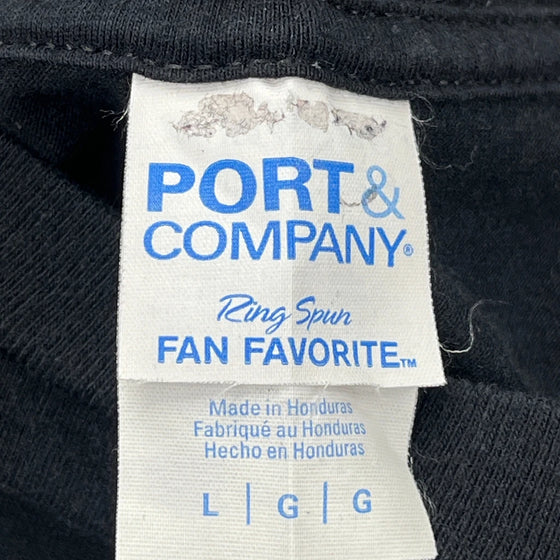 PORT &
COMPANY®
Ring Spun
FAN FAVORITE™
Made in Honduras
Fabriqué au Honduras
Hecho en Honduras
L | G | G